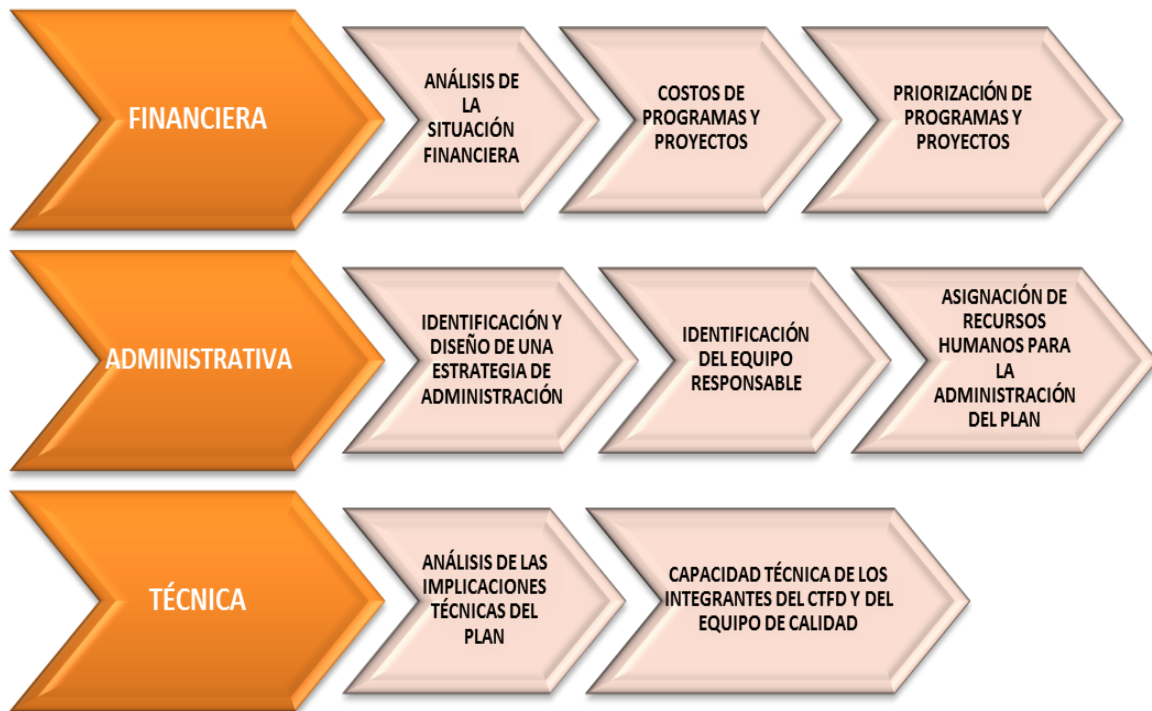 FINANCIERA
ANÁLISIS DE
LA
SITUACIÓN
FINANCIERA
COSTOS DE
PROGRAMAS Y
PROYECTOS
PRIORIZACIÓN DE
PROGRAMAS Y
PROYECTOS
ADMINISTRATIVA
IDENTIFICACIÓN Y
DISEÑO DE UNA
ESTRATEGIA DE
ADMINISTRACIÓN
IDENTIFICACIÓN
DEL EQUIPO
RESPONSABLE
ASIGNACIÓN DE
RECURSOS
HUMANOS PARA
LA
ADMINISTRACIÓN
DEL PLAN
TÉCNICA
ANÁLISIS DE LAS
IMPLICACIONES
TÉCNICAS DEL
PLAN
CAPACIDAD TÉCNICA DE LOS
INTEGRANTES DEL CTFD Y DEL
EQUIPO DE CALIDAD